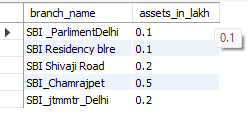 branch_name assets_in_lakh
SBI _ParlimentDelhi 0.1
SBI Residency blre 0.1
SBI Shivaji Road 0.2
SBI_Chamrajpet 0.5
SBI_jtmmtr_Delhi 0.2
0.1